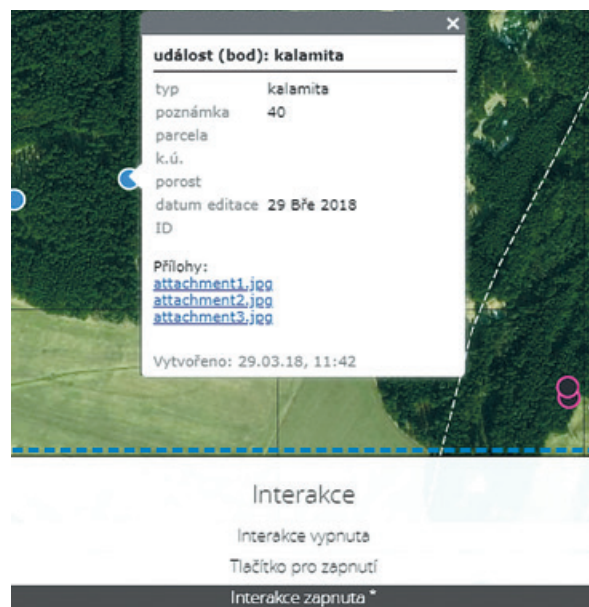 událost (bod): kalamita
typ kalamita
poznámka 40
parcela
k.ú.
porost
datum editace 29 Bře 2018
ID
Přílohy:
attachment1.jpg
attachment2.jpg
attachment3.jpg
Vytvořeno: 29.03.18, 11:42
Interakce
Interakce vypnuta
Tlačítko pro zapnutí
Interakce zapnuta *